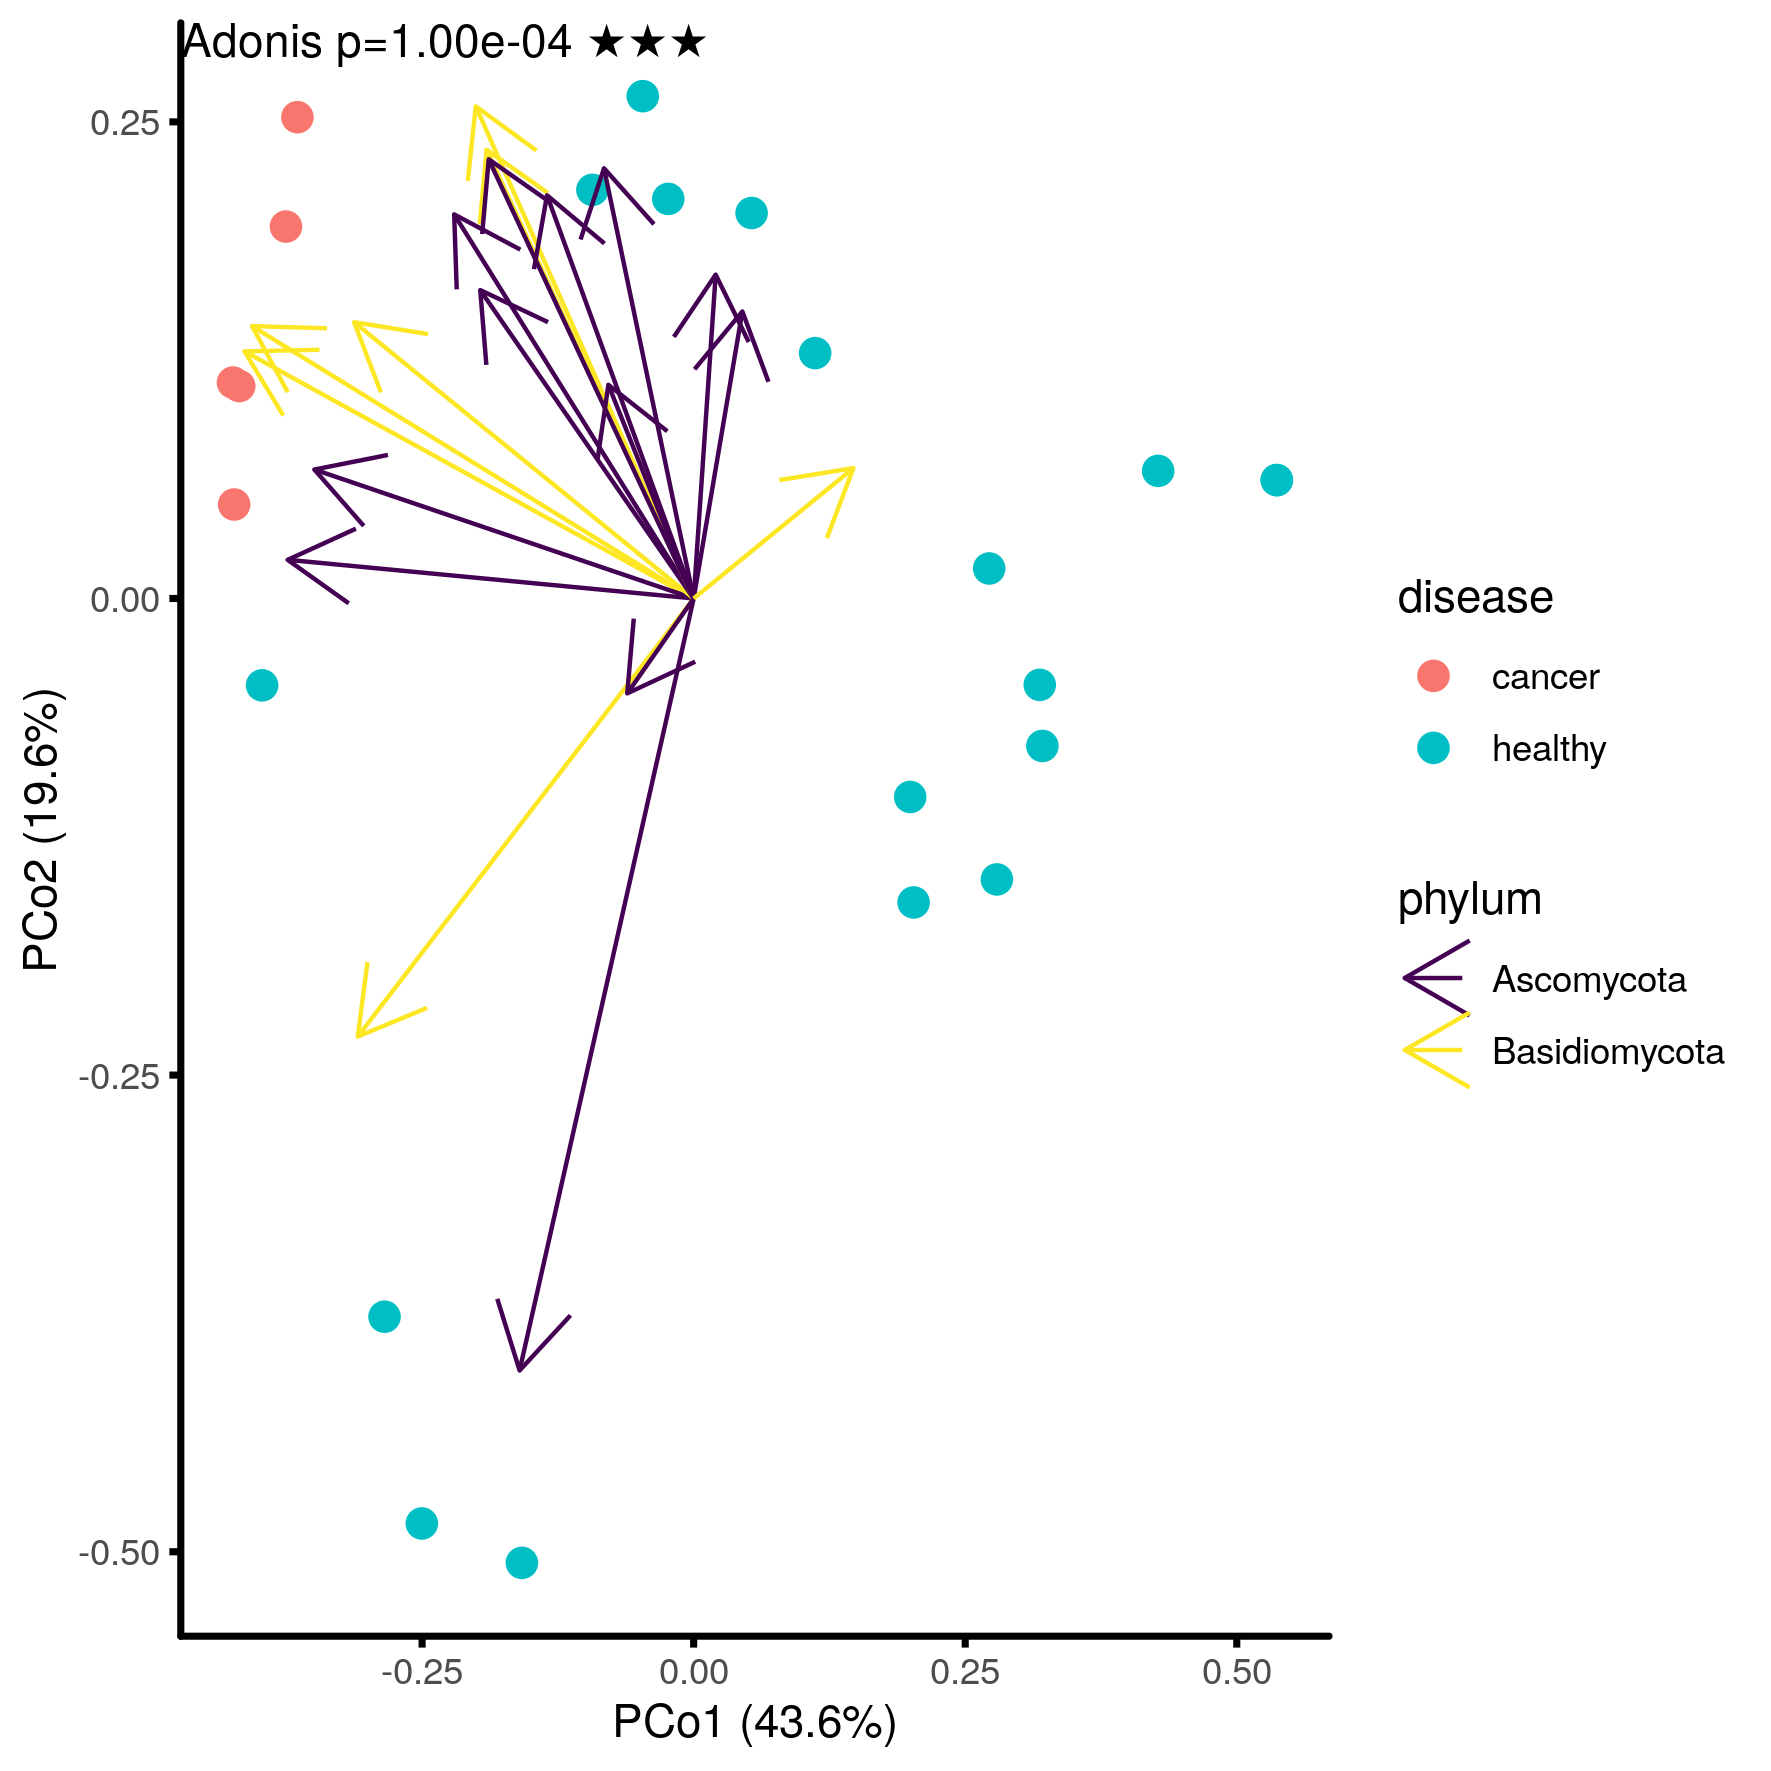 Adonis p=1.00e-04 ★★★
0.25
0.00
-0.25
-0.50
PCo2 (19.6%)
-0.25
0.00
0.25
0.50
PCo1 (43.6%)
disease
cancer
healthy
phylum
Ascomycota
Basidiomycota